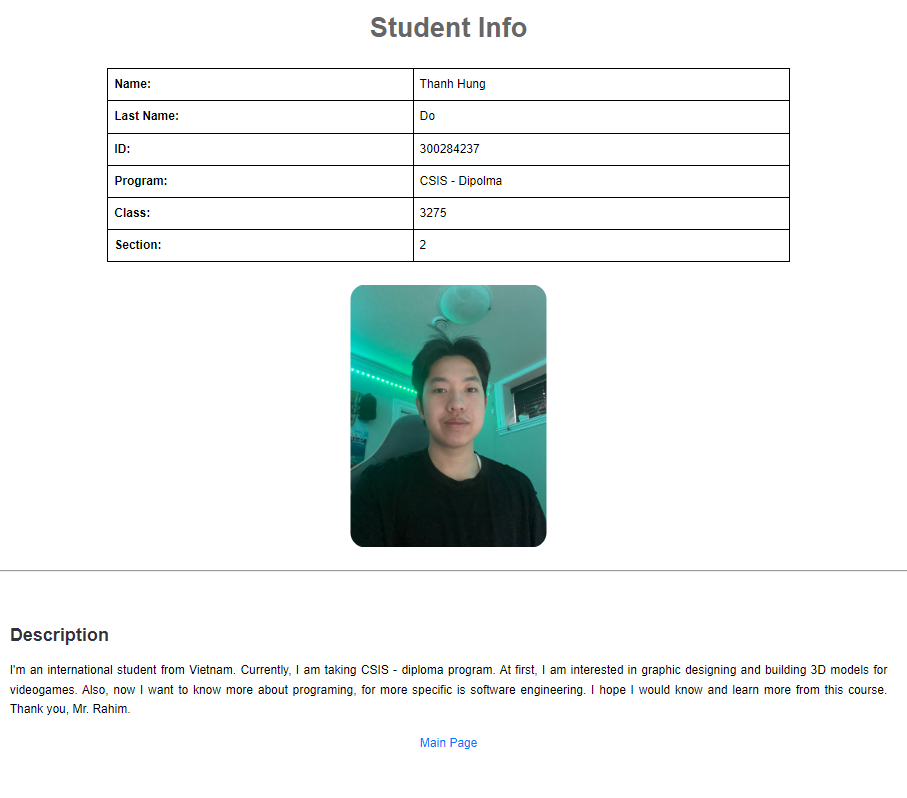 Student Info
Name: Thanh Hung
Last Name: Do
ID: 300284237
Program: CSIS - Dipolma
Class: 3275
Section: 2
Description
I'm an international student from Vietnam. Currently, I am taking CSIS - diploma program. At first, I am interested in graphic designing and building 3D models for
videogames. Also, now I want to know more about programing, for more specific is software engineering. I hope I would know and learn more from this course.
Thank you, Mr. Rahim.
Main Page